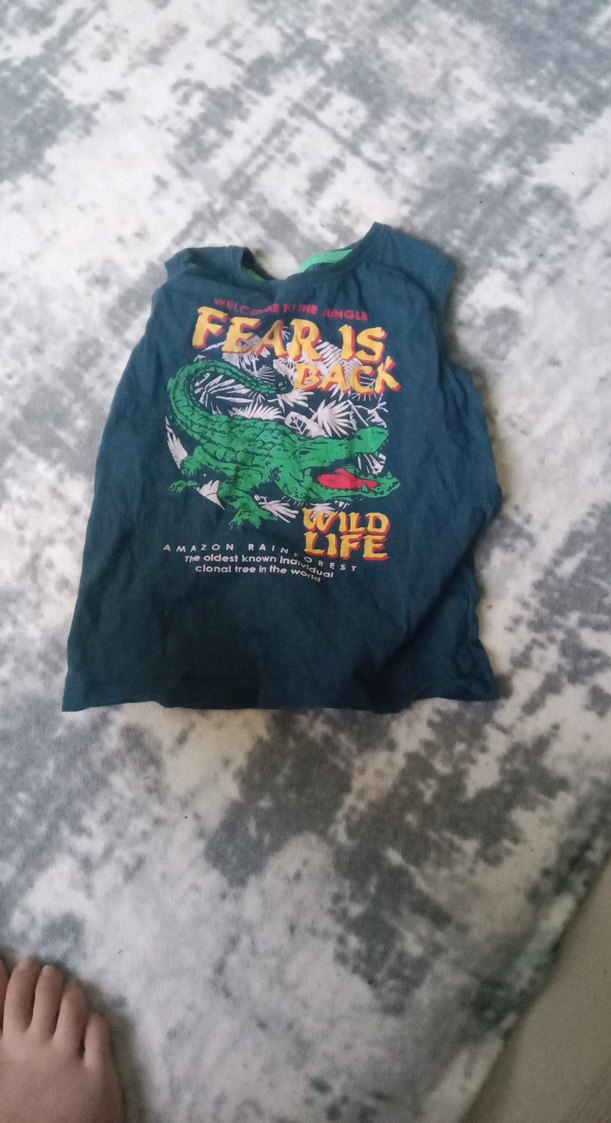 WELCOME TO THE JUNGLE
FEAR IS
BACK
WILD
LIFE
AMAZON RAINFOREST
The oldest known individual
clonal tree in the world